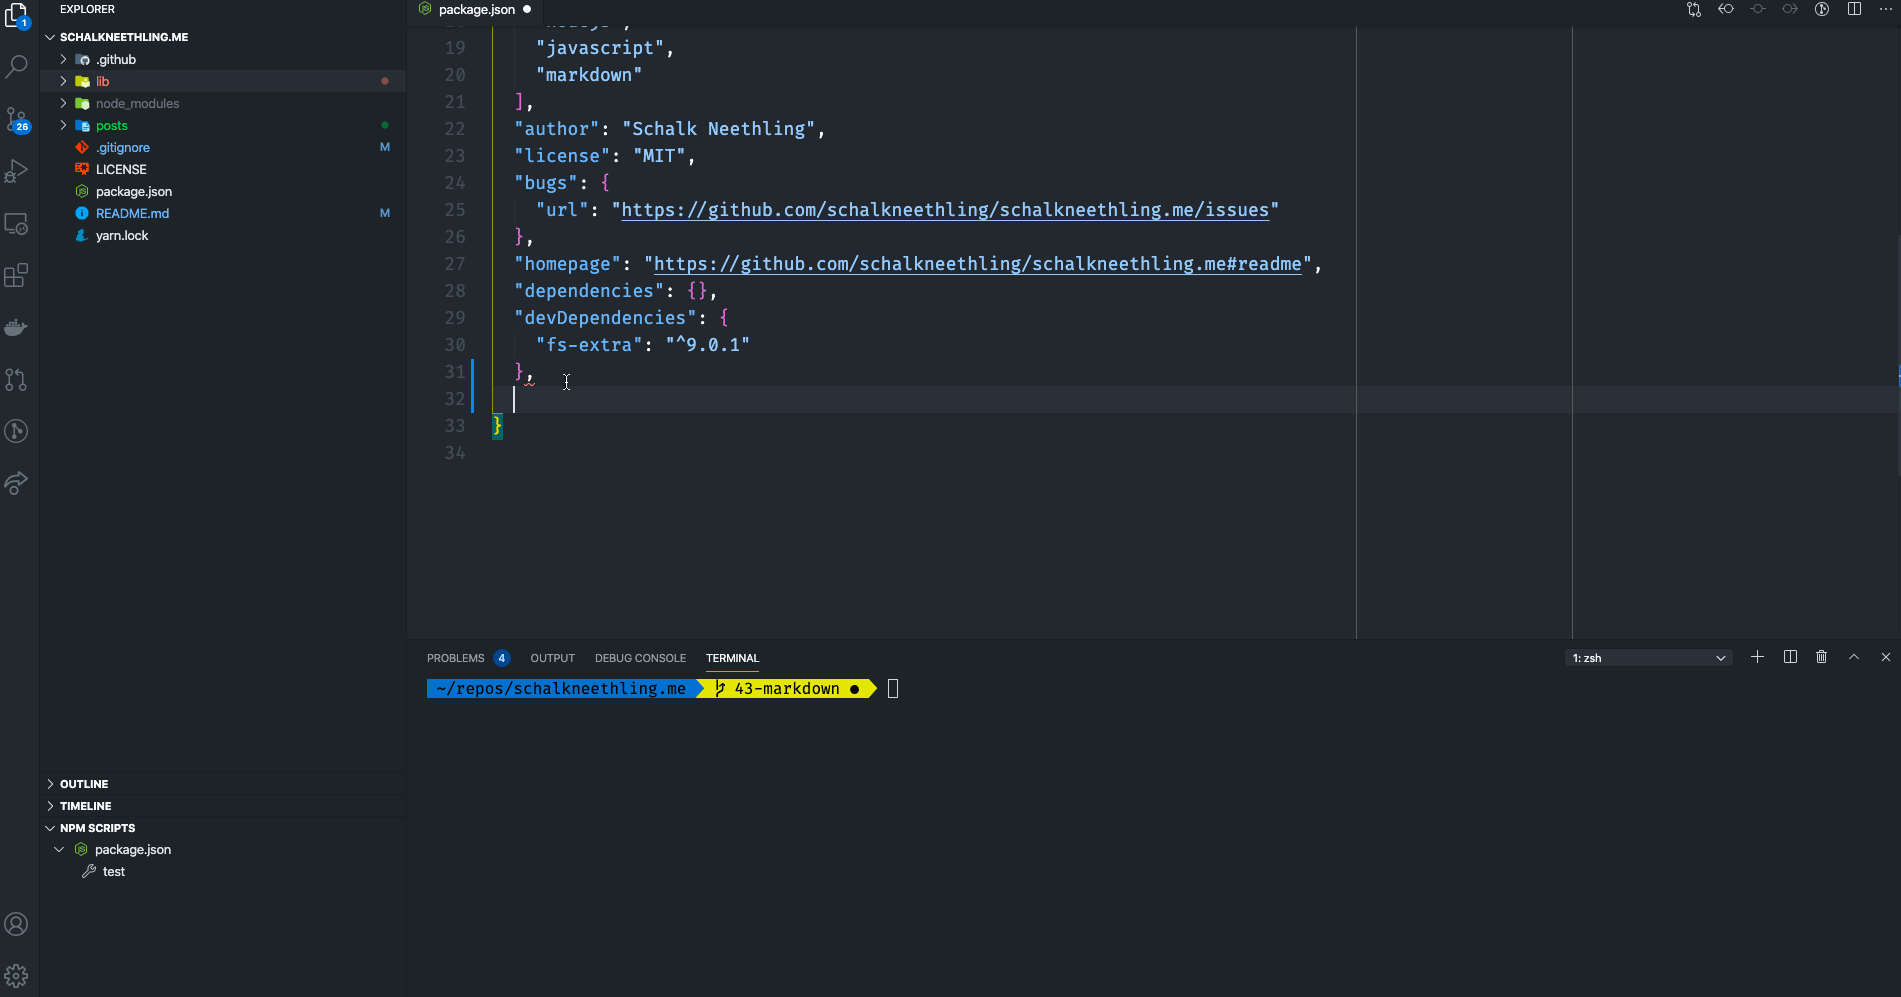 EXPLORER
1
SCHALKNEETHLING.ME
.github
lib
node_modules
posts
.gitignore M
LICENSE
package.json
README.md M
yarn.lock
26
OUTLINE
TIMELINE
NPM SCRIPTS
package.json
test
package.json
19 "javascript",
20 "markdown"
21 ],
22 "author": "Schalk Neethling",
23 "license": "MIT",
24 "bugs": {
25 "url": "https://github.com/schalkneethling/schalkneethling.me/issues"
26 },
27 "homepage": "https://github.com/schalkneethling/schalkneethling.me#readme",
28 "dependencies": {},
29 "devDependencies": {
30 "fs-extra": "^9.0.1"
31 },
32
33 }
34
PROBLEMS 4 OUTPUT DEBUG CONSOLE TERMINAL
1: zsh
~/repos/schalkneethling.me 43-markdown ●